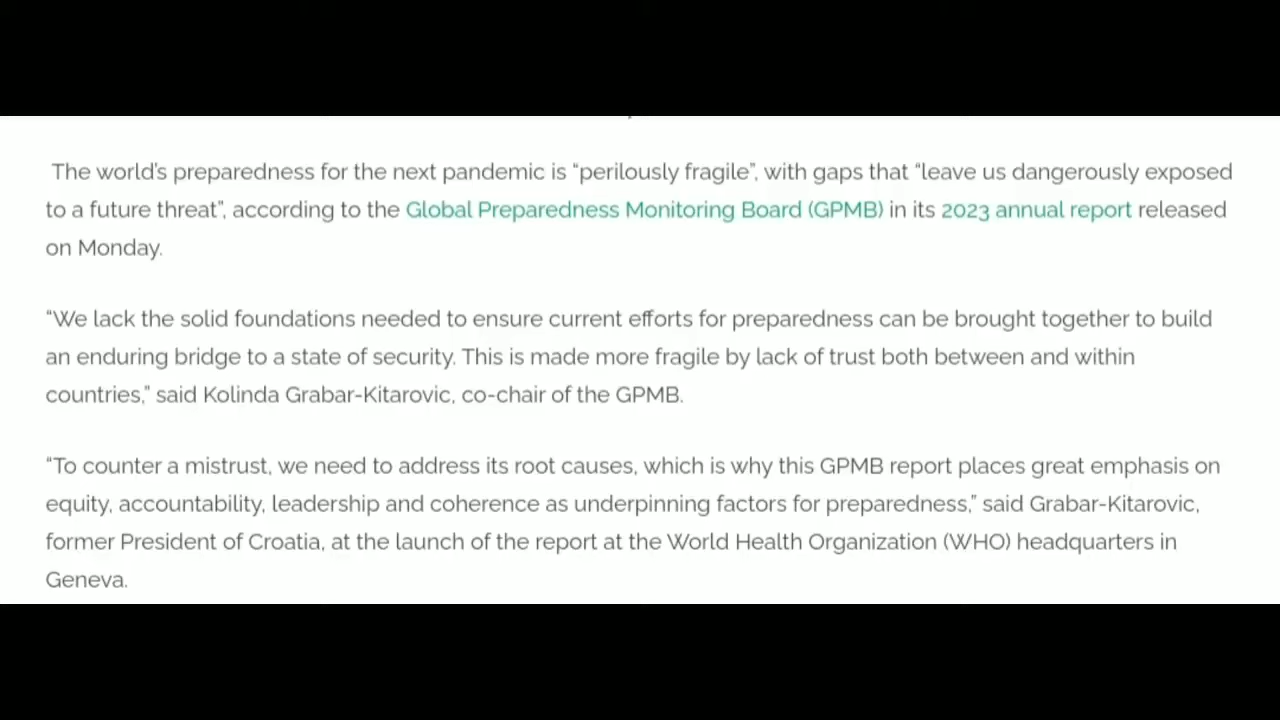 The world's preparedness for the next pandemic is “perilously fragile”, with gaps that “leave us dangerously exposed
to a future threat”, according to the Global Preparedness Monitoring Board (GPMB) in its 2023 annual report released
on Monday.
“We lack the solid foundations needed to ensure current efforts for preparedness can be brought together to build
an enduring bridge to a state of security. This is made more fragile by lack of trust both between and within
countries,” said Kolinda Grabar-Kitarovic, co-chair of the GPMB.
“To counter a mistrust, we need to address its root causes, which is why this GPMB report places great emphasis on
equity, accountability, leadership and coherence as underpinning factors for preparedness,” said Grabar-Kitarovic,
former President of Croatia, at the launch of the report at the World Health Organization (WHO) headquarters in
Geneva.